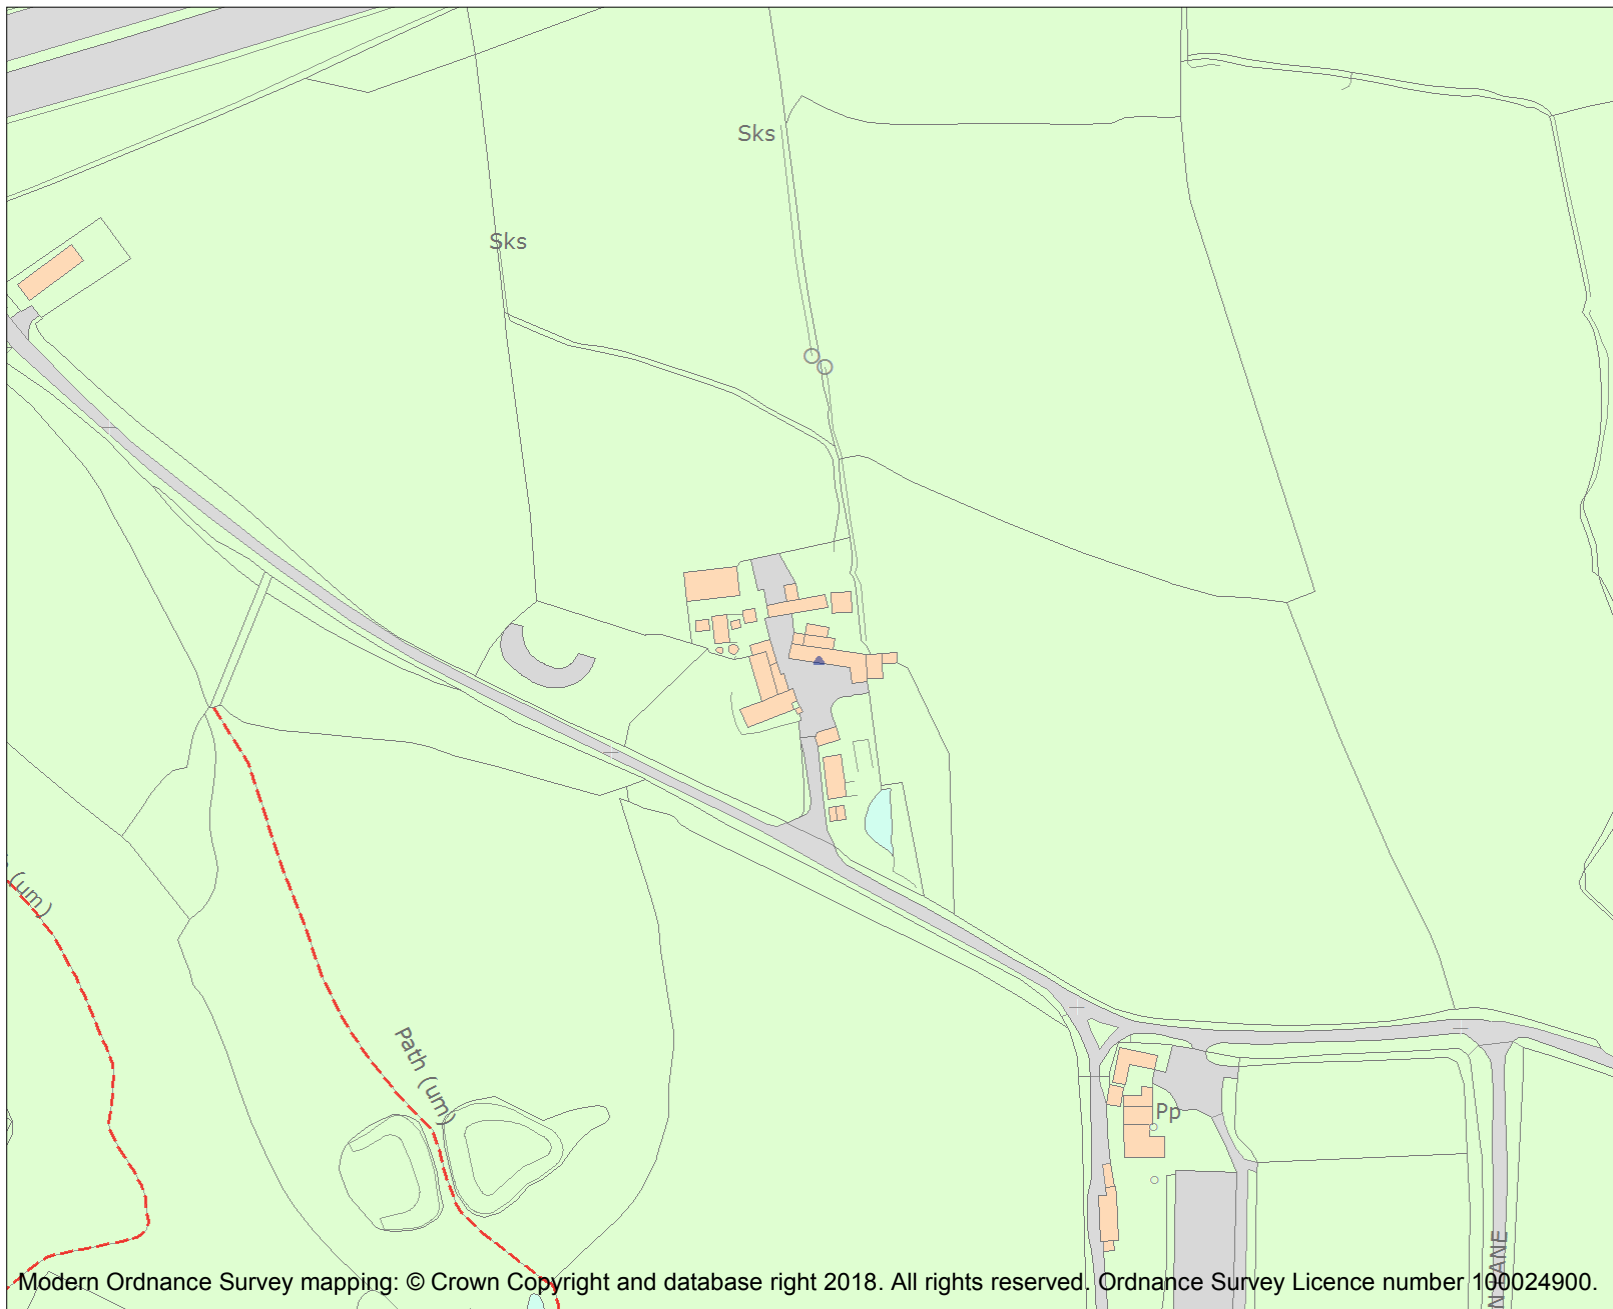 Sks
Sks
(um)
Path (um)
Pp
N LANE
Modern Ordnance Survey mapping: © Crown Copyright and database right 2018. All rights reserved. Ordnance Survey Licence number 100024900.